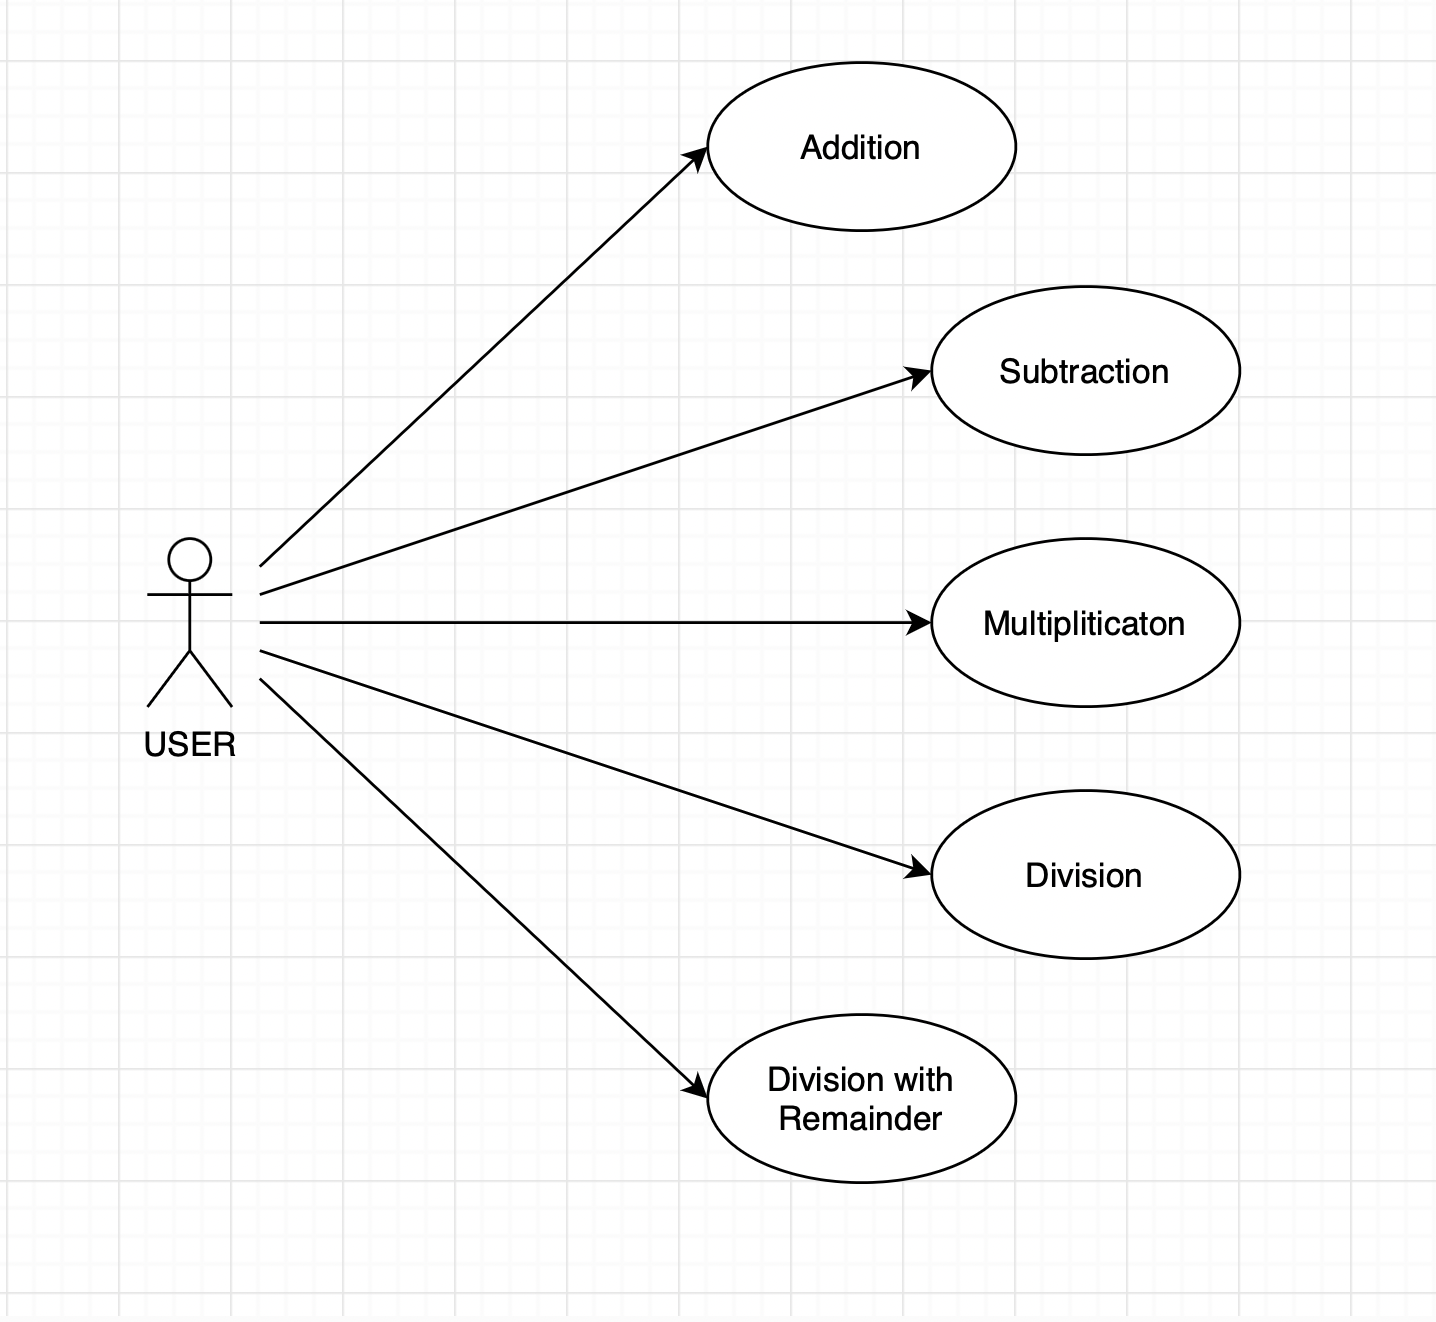 Addition
Subtraction
Multipliticaton
USER
Division
Division with
Remainder